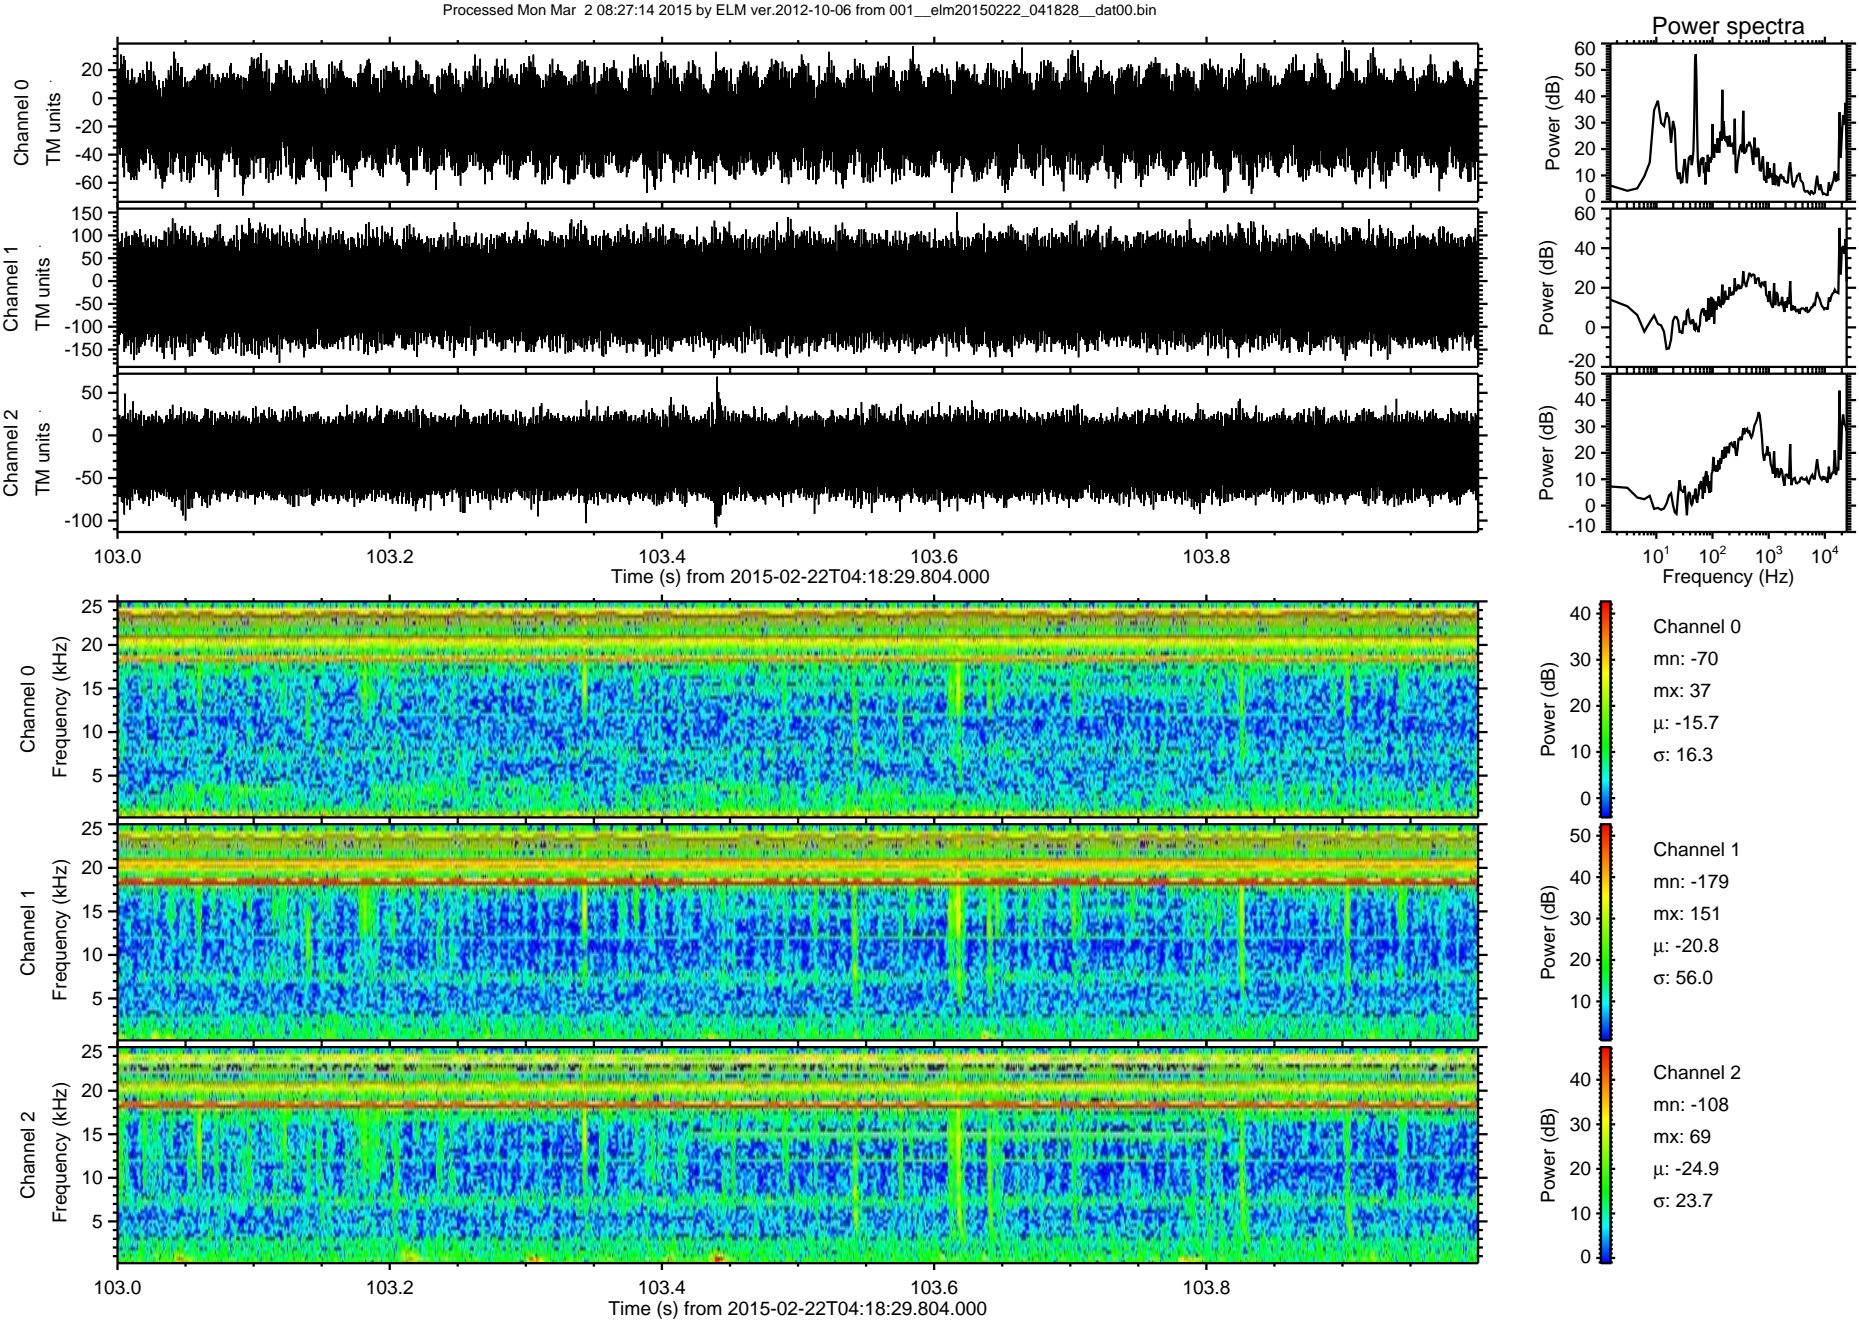 Processed Mon Mar  2 08:27:14 2015 by ELM ver.2012-10-06 from 001__elm20150222_041828__dat00.bin
Power spectra
Channel 0
TM units
20
0
-20
-40
-60
Power (dB)
60
50
40
30
20
10
0
Channel 1
TM units
150
100
50
0
-50
-100
-150
Power (dB)
60
40
20
0
-20
Channel 2
TM units
50
0
-50
-100
Power (dB)
50
40
30
20
10
0
-10
103.0 103.2 103.4 103.6 103.8
Time (s) from 2015-02-22T04:18:29.804.000
10¹ 10² 10³ 10⁴
Frequency (Hz)
Channel 0
Frequency (kHz)
25
20
15
10
5
Power (dB)
40
30
20
10
0
Channel 0
mn: -70
mx: 37
μ: -15.7
σ: 16.3
Channel 1
Frequency (kHz)
25
20
15
10
5
Power (dB)
50
40
30
20
10
Channel 1
mn: -179
mx: 151
μ: -20.8
σ: 56.0
Channel 2
Frequency (kHz)
25
20
15
10
5
Power (dB)
40
30
20
10
0
Channel 2
mn: -108
mx: 69
μ: -24.9
σ: 23.7
103.0 103.2 103.4 103.6 103.8
Time (s) from 2015-02-22T04:18:29.804.000